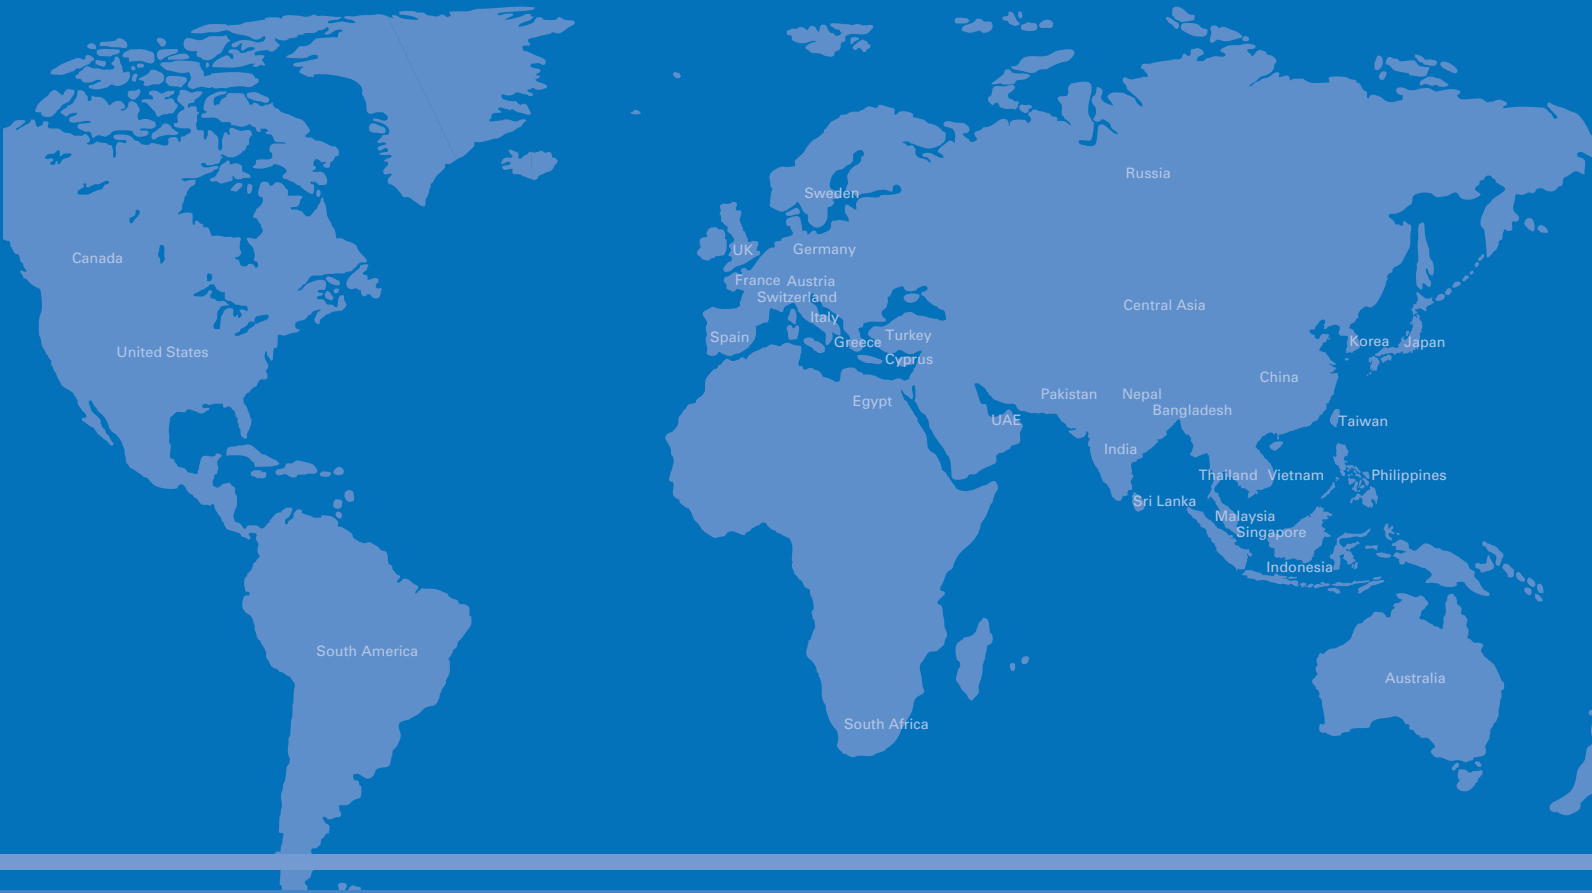 Russia
Sweden
UK
Germany
Canada
France
Austria
Switzerland
Central Asia
Italy
Spain
Turkey
Greece
Korea
Japan
United States
Cyprus
China
Pakistan
Nepal
Egypt
Bangladesh
UAE
Taiwan
India
Thailand
Vietnam
Philippines
Sri Lanka
Malaysia
Singapore
Indonesia
South America
Australia
South Africa